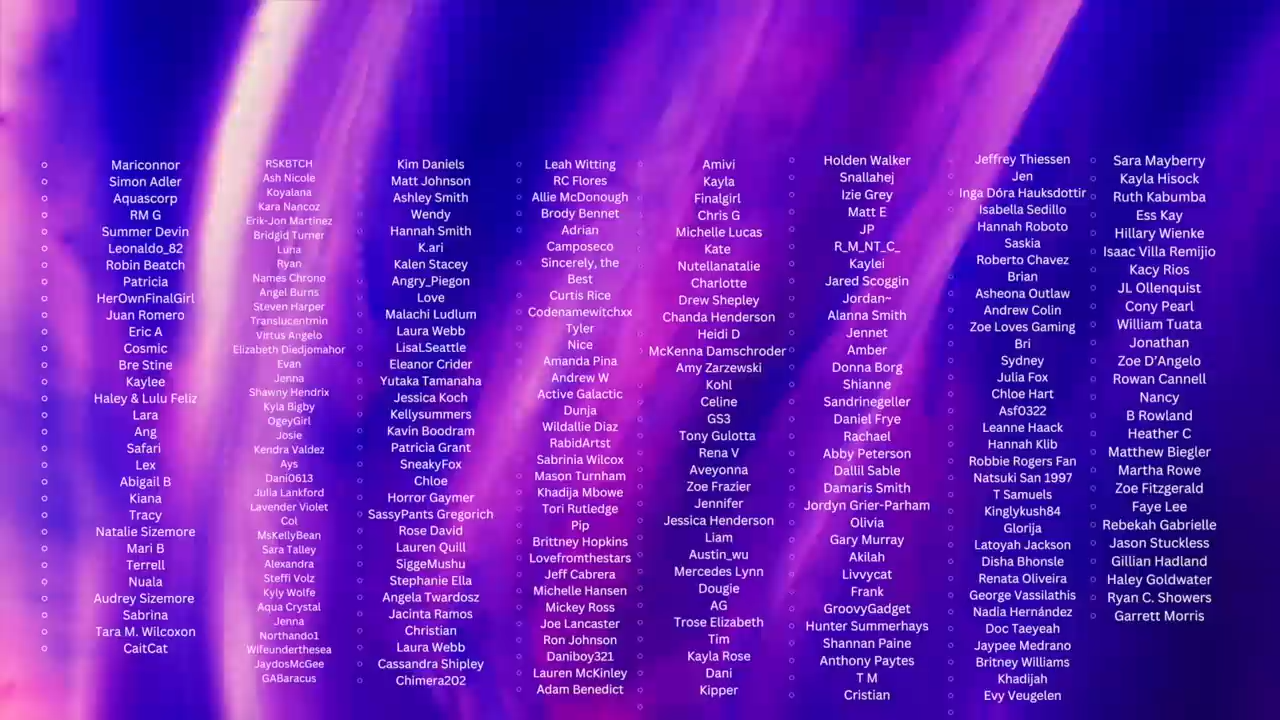 Mariconnor
Simon Adler
Aquascorp
RM G
Summer Devin
Leonaldo_82
Robin Beatch
Patricia
HerOwnFinalGirl
Juan Romero
Eric A
Cosmic
Bre Stine
Kaylee
Haley & Lulu Feliz
Lara
Ang
Safari
Lex
Abigail B
Kiana
Tracy
Natalie Sizemore
Mari B
Terrell
Nuala
Audrey Sizemore
Sabrina
Tara M. Wilcoxon
CaitCat
RSKBTCH
Ash Nicole
Koyalana
Kara Nancoz
Erik-Jon Martinez
Bridgid Turner
Luna
Ryan
Names Chrono
Angel Burns
Steven Harper
Translucentmin
Virtus Angelo
Elizabeth Diedjomahor
Evan
Jenna
Shawny Hendrix
Kyla Bigby
OgeyGirl
Josie
Kendra Valdez
Ays
Dani0613
Julia Lankford
Lavender Violet
Col
MsKellyBean
Sara Talley
Alexandra
Steffi Volz
Kyly Wolfe
Aqua Crystal
Jenna
Northando1
Wifeunderthesea
JaydosMcGee
GABaracus
Kim Daniels
Matt Johnson
Ashley Smith
Wendy
Hannah Smith
K.ari
Kalen Stacey
Angry_Piegon
Love
Malachi Ludlum
Laura Webb
LisaLSeattle
Eleanor Crider
Yutaka Tamanaha
Jessica Koch
Kellysummers
Kavin Boodram
Patricia Grant
SneakyFox
Chloe
Horror Gaymer
SassyPants Gregorich
Rose David
Lauren Quill
SiggeMushu
Stephanie Ella
Angela Twardosz
Jacinta Ramos
Christian
Laura Webb
Cassandra Shipley
Chimera202
Leah Witting
RC Flores
Allie McDonough
Brody Bennet
Adrian
Camposeco
Sincerely, the
Best
Curtis Rice
Codenamewitchxx
Tyler
Nice
Amanda Pina
Andrew W
Active Galactic
Dunja
Wildallie Diaz
RabidArtst
Sabrinia Wilcox
Mason Turnham
Khadija Mbowe
Tori Rutledge
Pip
Brittney Hopkins
Lovefromthestars
Jeff Cabrera
Michelle Hansen
Mickey Ross
Joe Lancaster
Ron Johnson
Daniboy321
Lauren McKinley
Adam Benedict
Amivi
Kayla
Finalgirl
Chris G
Michelle Lucas
Kate
Nutellanatalie
Charlotte
Drew Shepley
Chanda Henderson
Heidi D
McKenna Damschroder
Amy Zarzewski
Kohl
Celine
GS3
Tony Gulotta
Rena V
Aveyonna
Zoe Frazier
Jennifer
Jessica Henderson
Liam
Austin_wu
Mercedes Lynn
Dougie
AG
Trose Elizabeth
Tim
Kayla Rose
Dani
Kipper
Holden Walker
Snallahej
Izie Grey
Matt E
JP
R_M_NT_C_
Kaylei
Jared Scoggin
Jordan~
Alanna Smith
Jennet
Amber
Donna Borg
Shianne
Sandrinegeller
Daniel Frye
Rachael
Abby Peterson
Dallil Sable
Damaris Smith
Jordyn Grier-Parham
Olivia
Gary Murray
Akilah
Livvycat
Frank
GroovyGadget
Hunter Summerhays
Shannan Paine
Anthony Paytes
T M
Cristian
Jeffrey Thiessen
Jen
Inga Dóra Hauksdottir
Isabella Sedillo
Hannah Roboto
Saskia
Roberto Chavez
Brian
Asheona Outlaw
Andrew Colin
Zoe Loves Gaming
Bri
Sydney
Julia Fox
Chloe Hart
Asf0322
Leanne Haack
Hannah Klib
Robbie Rogers Fan
Natsuki San 1997
T Samuels
Kinglykush84
Glorija
Latoyah Jackson
Disha Bhonsle
Renata Oliveira
George Vassilathis
Nadia Hernández
Doc Taeyeah
Jaypee Medrano
Britney Williams
Khadijah
Evy Veugelen
Sara Mayberry
Kayla Hisock
Ruth Kabumba
Ess Kay
Hillary Wienke
Isaac Villa Remijio
Kacy Rios
JL Ollenquist
Cony Pearl
William Tuata
Jonathan
Zoe D'Angelo
Rowan Cannell
Nancy
B Rowland
Heather C
Matthew Biegler
Martha Rowe
Zoe Fitzgerald
Faye Lee
Rebekah Gabrielle
Jason Stuckless
Gillian Hadland
Haley Goldwater
Ryan C. Showers
Garrett Morris